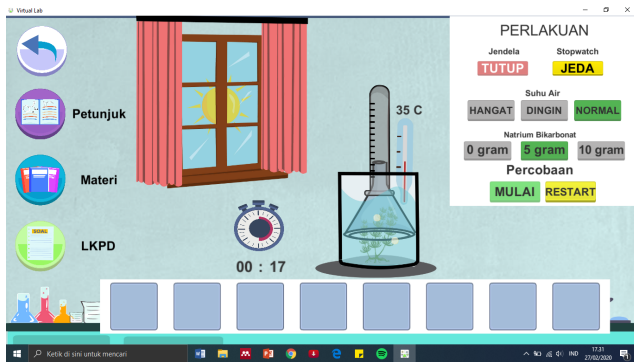 Virtual Lab
PERLAKUAN
Jendela
Stopwatch
TUTUP
JEDA
Suhu Air
HANGAT
DINGIN
NORMAL
Natrium Bikarbonat
0 gram
5 gram
10 gram
Percobaan
MULAI
RESTART
Petunjuk
Materi
SOAL
LKPD
35 C
00 : 17
Ketik di sini untuk mencari
IND
17.31
27/02/2020